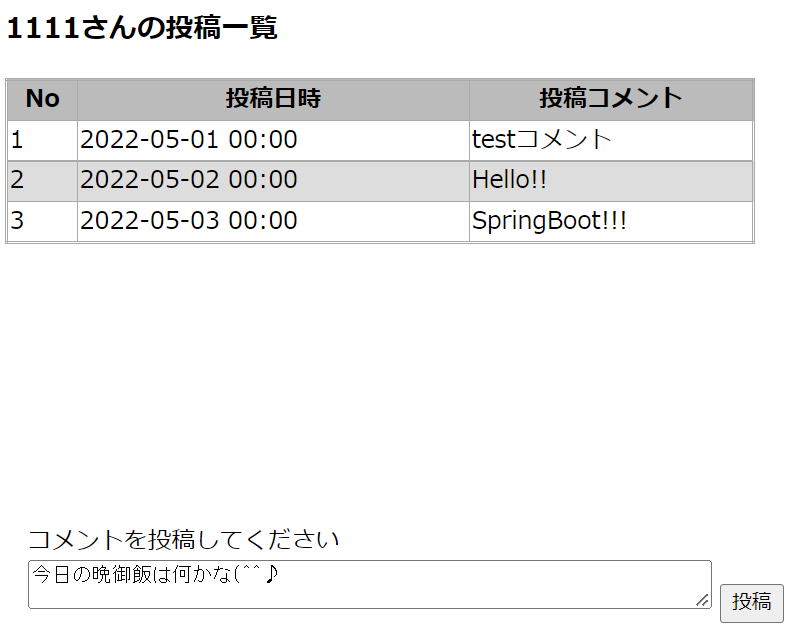 1111さんの投稿一覧
No 投稿日時 投稿コメント
1 2022-05-01 00:00 testコメント
2 2022-05-02 00:00 Hello!!
3 2022-05-03 00:00 SpringBoot!!!
コメントを投稿してください
今日の晩御飯は何かな(^^♪
投稿